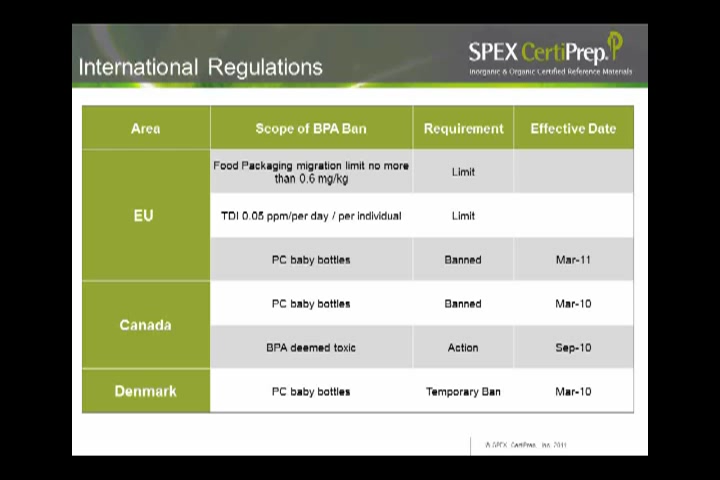 International Regulations
SPEX CertiPrep.
Inorganic & Organic Certified Reference Materials
Area Scope of BPA Ban Requirement Effective Date
EU
Food Packaging migration limit no more
than 0.6 mg/kg
Limit
TDI 0.05 ppm/per day / per individual Limit
PC baby bottles Banned Mar-11
Canada
PC baby bottles Banned Mar-10
BPA deemed toxic Action Sep-10
Denmark PC baby bottles Temporary Ban Mar-10
© SPEX CertiPrep, Inc. 2011